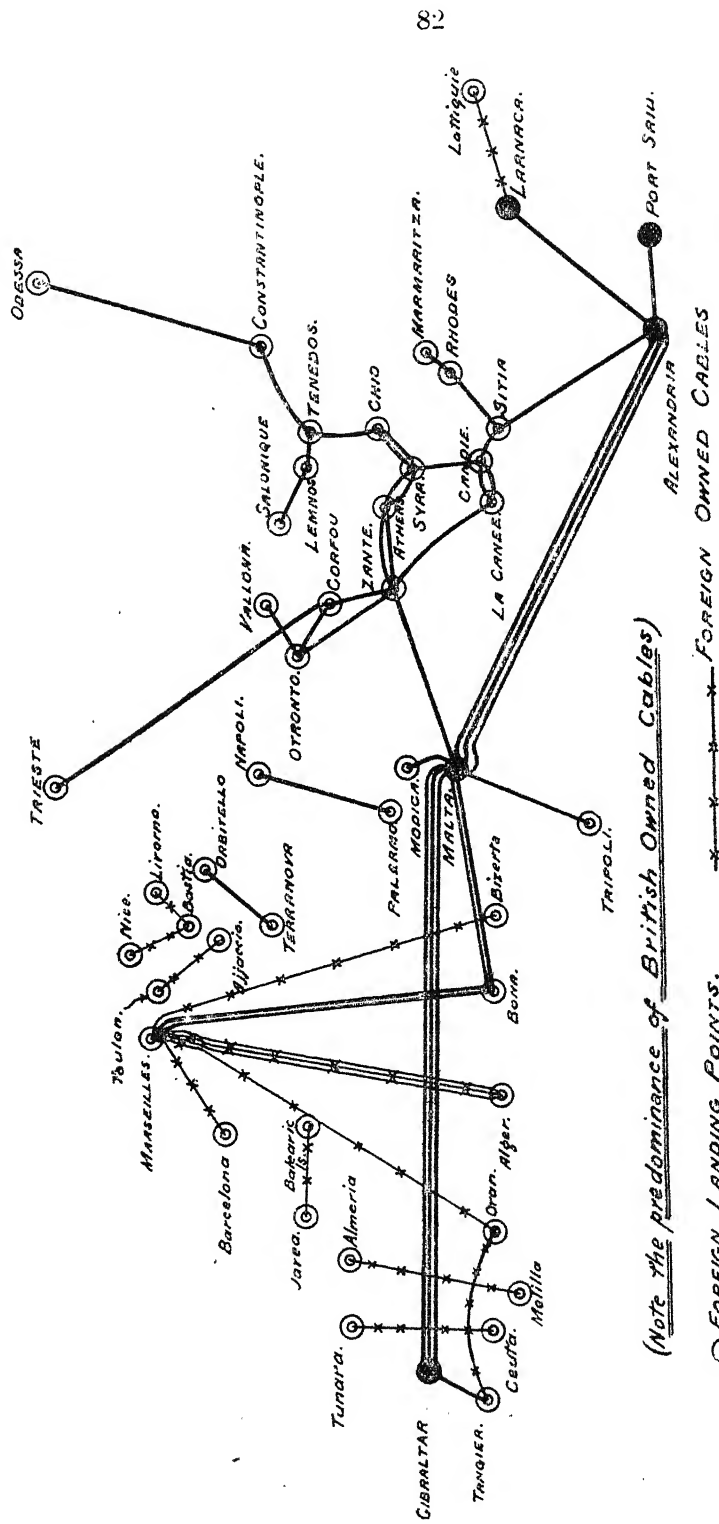 82
ODESSA
CONSTANTINOPLE.
TENEDOS.
SALONIQUE
LEMNOS
CHIO
Lattiquie
LARNACA.
MARMARITZA.
RHODES
SITIA
PORT SAID.
ALEXANDRIA
CANDIE.
LA CANEE.
SYRA
ATHENS
ZANTE.
CORFOU
VALLONA.
OTRONTO.
TRIESTE
NAPOLI.
PALERMO.
MODICA.
MALTA.
TRIPOLI.
ORBITELLO
TERRANOVA
Livorno.
Bastia.
Nice.
Ajjaccio.
Toulon.
MARSEILLES.
Bizerta
Bona.
Alger.
Oran.
Barcelona
Balearic
Is.
Javea.
Almeria
Melilla
Tunara.
Ceuta.
GIBRALTAR
TANGIER.
(Note the predominance of British Owned Cables)
FOREIGN LANDING POINTS.
FOREIGN OWNED CABLES